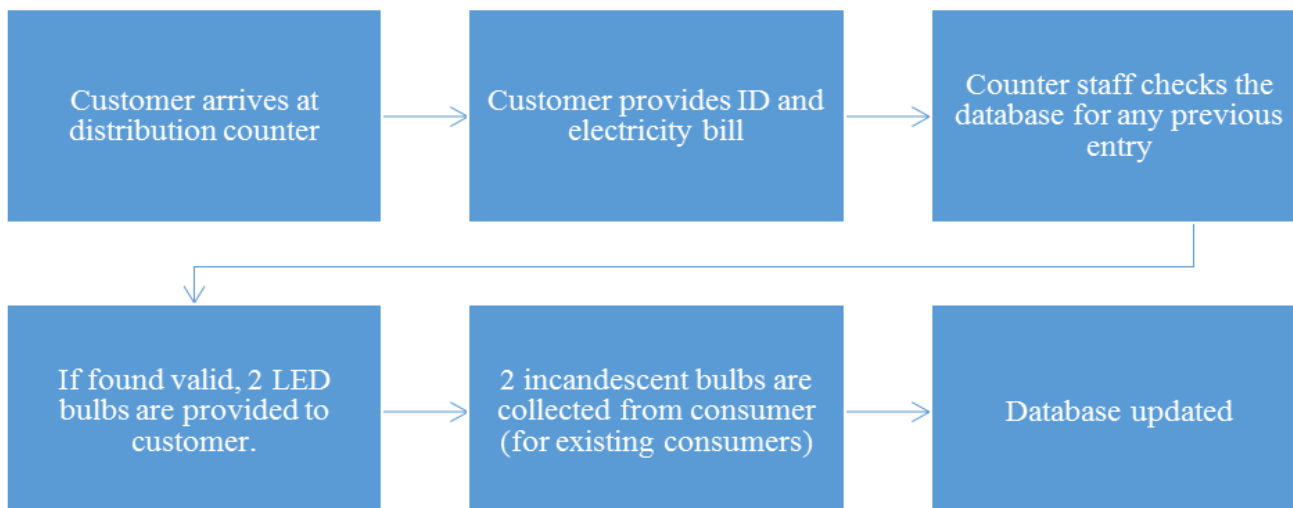 Customer arrives at
distribution counter
Customer provides ID and
electricity bill
Counter staff checks the
database for any previous
entry
If found valid, 2 LED
bulbs are provided to
customer.
2 incandescent bulbs are
collected from consumer
(for existing consumers)
Database updated